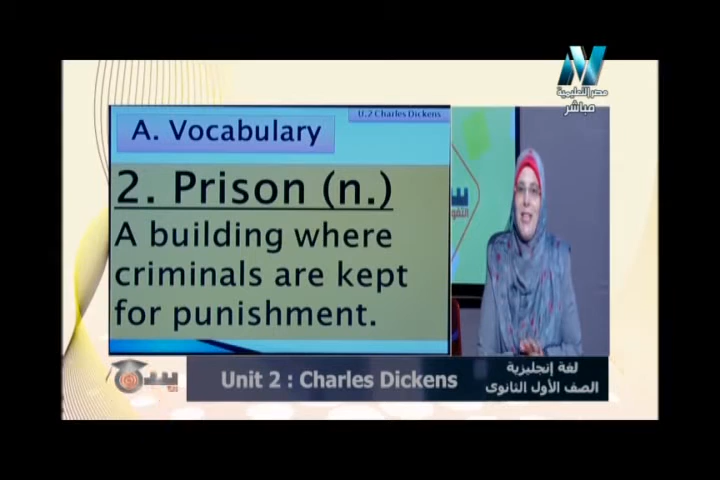 مصر التعليمية
مباشر
U.2 Charles Dickens
A. Vocabulary
2. Prison (n.)
A building where
criminals are kept
for punishment.
Unit 2 : Charles Dickens
لغة إنجليزية
الصف الأول الثانوى